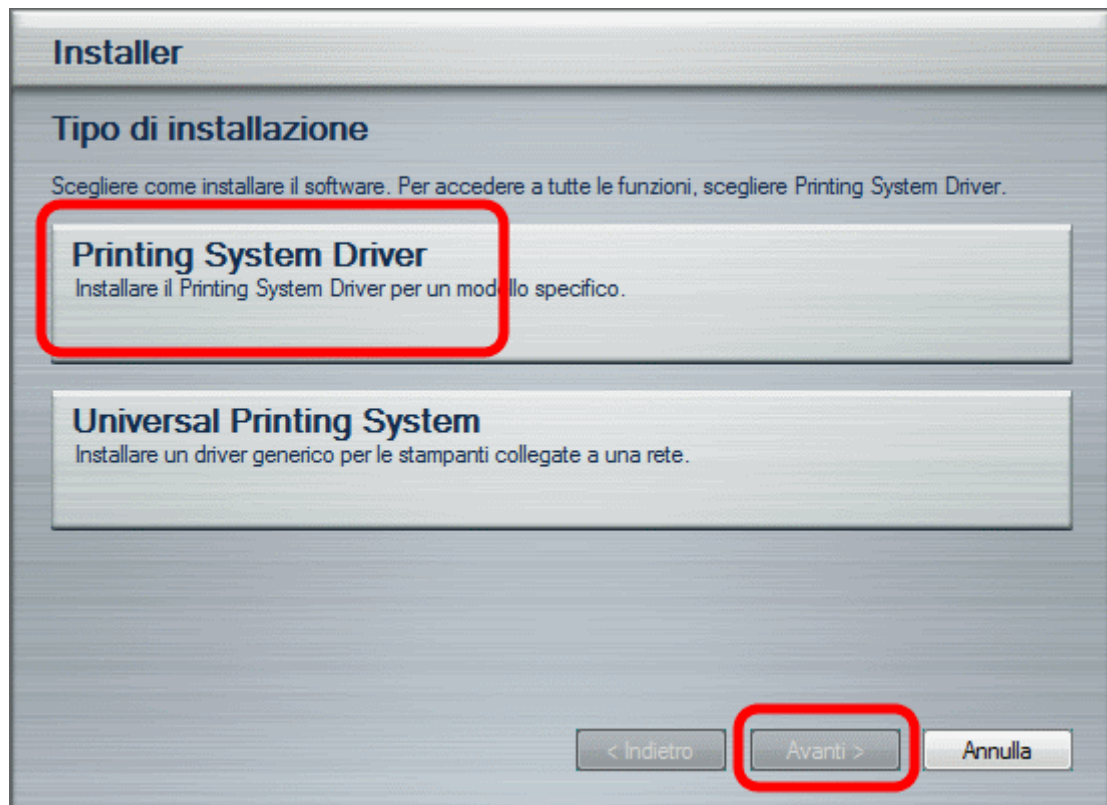 Installer
Tipo di installazione
Scegliere come installare il software. Per accedere a tutte le funzioni, scegliere Printing System Driver.
Printing System Driver
Installare il Printing System Driver per un modello specifico.
Universal Printing System
Installare un driver generico per le stampanti collegate a una rete.
< Indietro
Avanti >
Annulla